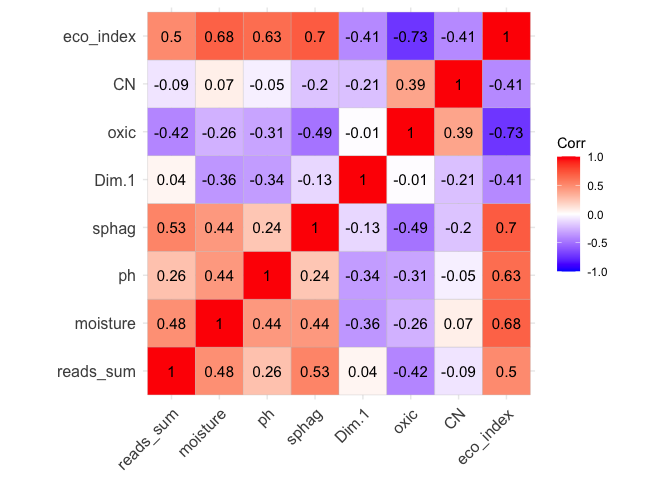 eco_index 0.5 0.68 0.63 0.7 -0.41 -0.73 -0.41 1
CN -0.09 0.07 -0.05 -0.2 -0.21 0.39 1 -0.41
oxic -0.42 -0.26 -0.31 -0.49 -0.01 1 0.39 -0.73
Dim.1 0.04 -0.36 -0.34 -0.13 1 -0.01 -0.21 -0.41
sphag 0.53 0.44 0.24 1 -0.13 -0.49 -0.2 0.7
ph 0.26 0.44 1 0.24 -0.34 -0.31 -0.05 0.63
moisture 0.48 1 0.44 0.44 -0.36 -0.26 0.07 0.68
reads_sum 1 0.48 0.26 0.53 0.04 -0.42 -0.09 0.5
reads_sum moisture ph sphag Dim.1 oxic CN eco_index
Corr
1.0
0.5
0.0
-0.5
-1.0